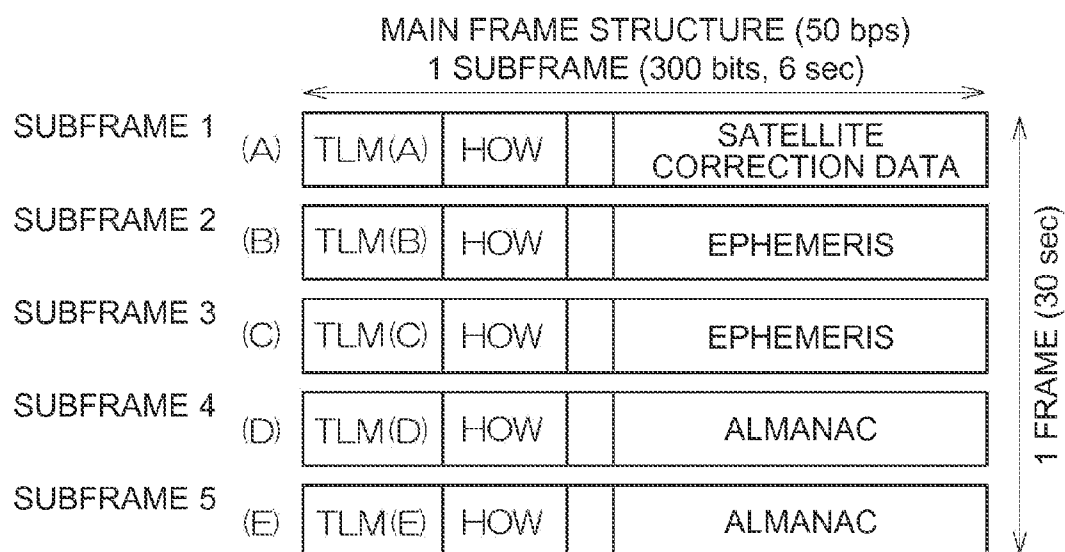 MAIN FRAME STRUCTURE (50 bps)
1 SUBFRAME (300 bits, 6 sec)
SUBFRAME 1 (A) TLM(A) HOW SATELLITE CORRECTION DATA
SUBFRAME 2 (B) TLM(B) HOW EPHEMERIS
SUBFRAME 3 (C) TLM(C) HOW EPHEMERIS
SUBFRAME 4 (D) TLM(D) HOW ALMANAC
SUBFRAME 5 (E) TLM(E) HOW ALMANAC
1 FRAME (30 sec)